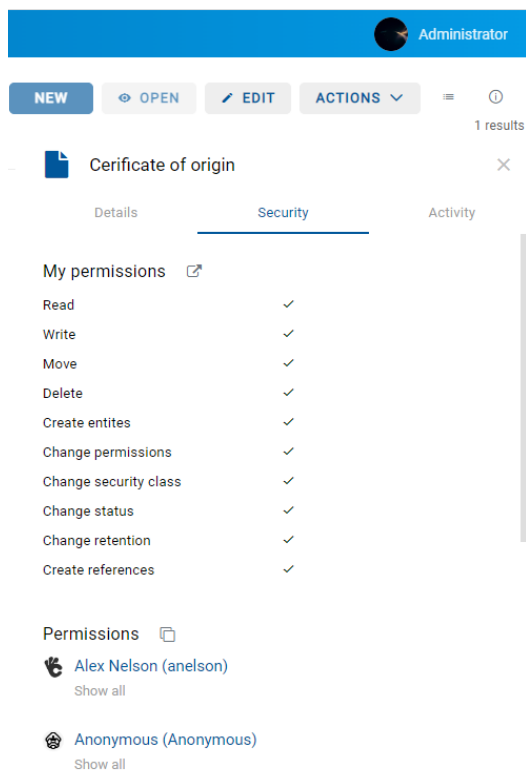 Administrator
NEW OPEN EDIT ACTIONS
1 results
Cerificate of origin
Details Security Activity
My permissions
Read
Write
Move
Delete
Create entites
Change permissions
Change security class
Change status
Change retention
Create references
Permissions
Alex Nelson (anelson)
Show all
Anonymous (Anonymous)
Show all